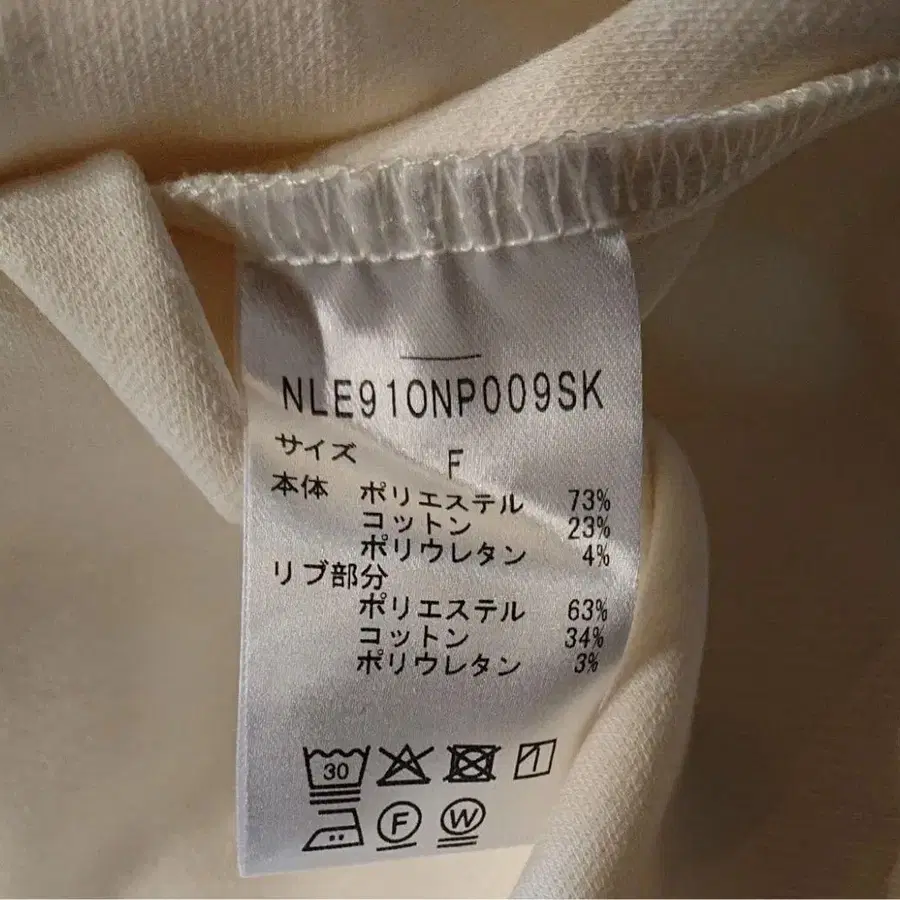 NLE910NP009SK
サイズ F
本体 ポリエステル 73%
コットン 23%
ポリウレタン 4%
リブ部分
ポリエステル 63%
コットン 34%
ポリウレタン 3%
30
F W